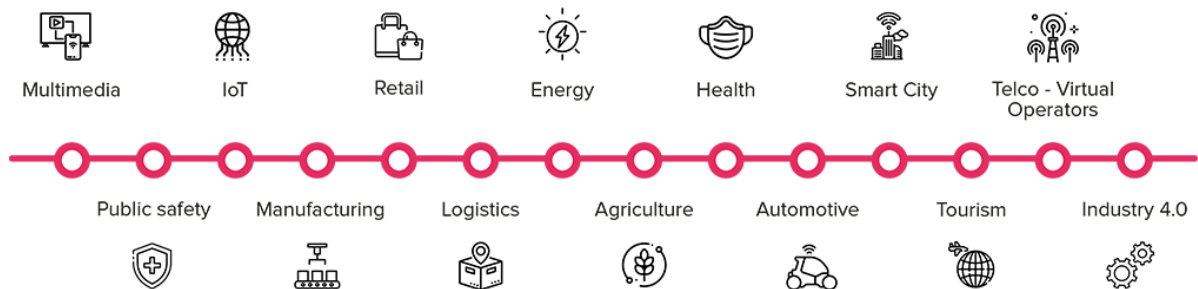 Multimedia
IoT
Retail
Energy
Health
Smart City
Telco - Virtual
Operators
Public safety
Manufacturing
Logistics
Agriculture
Automotive
Tourism
Industry 4.0